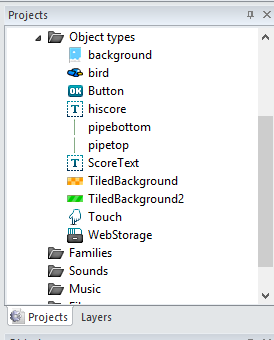 Projects
Object types
background
bird
OK Button
T hiscore
pipebottom
pipetop
T ScoreText
TiledBackground
TiledBackground2
Touch
WebStorage
Families
Sounds
Music
Projects Layers